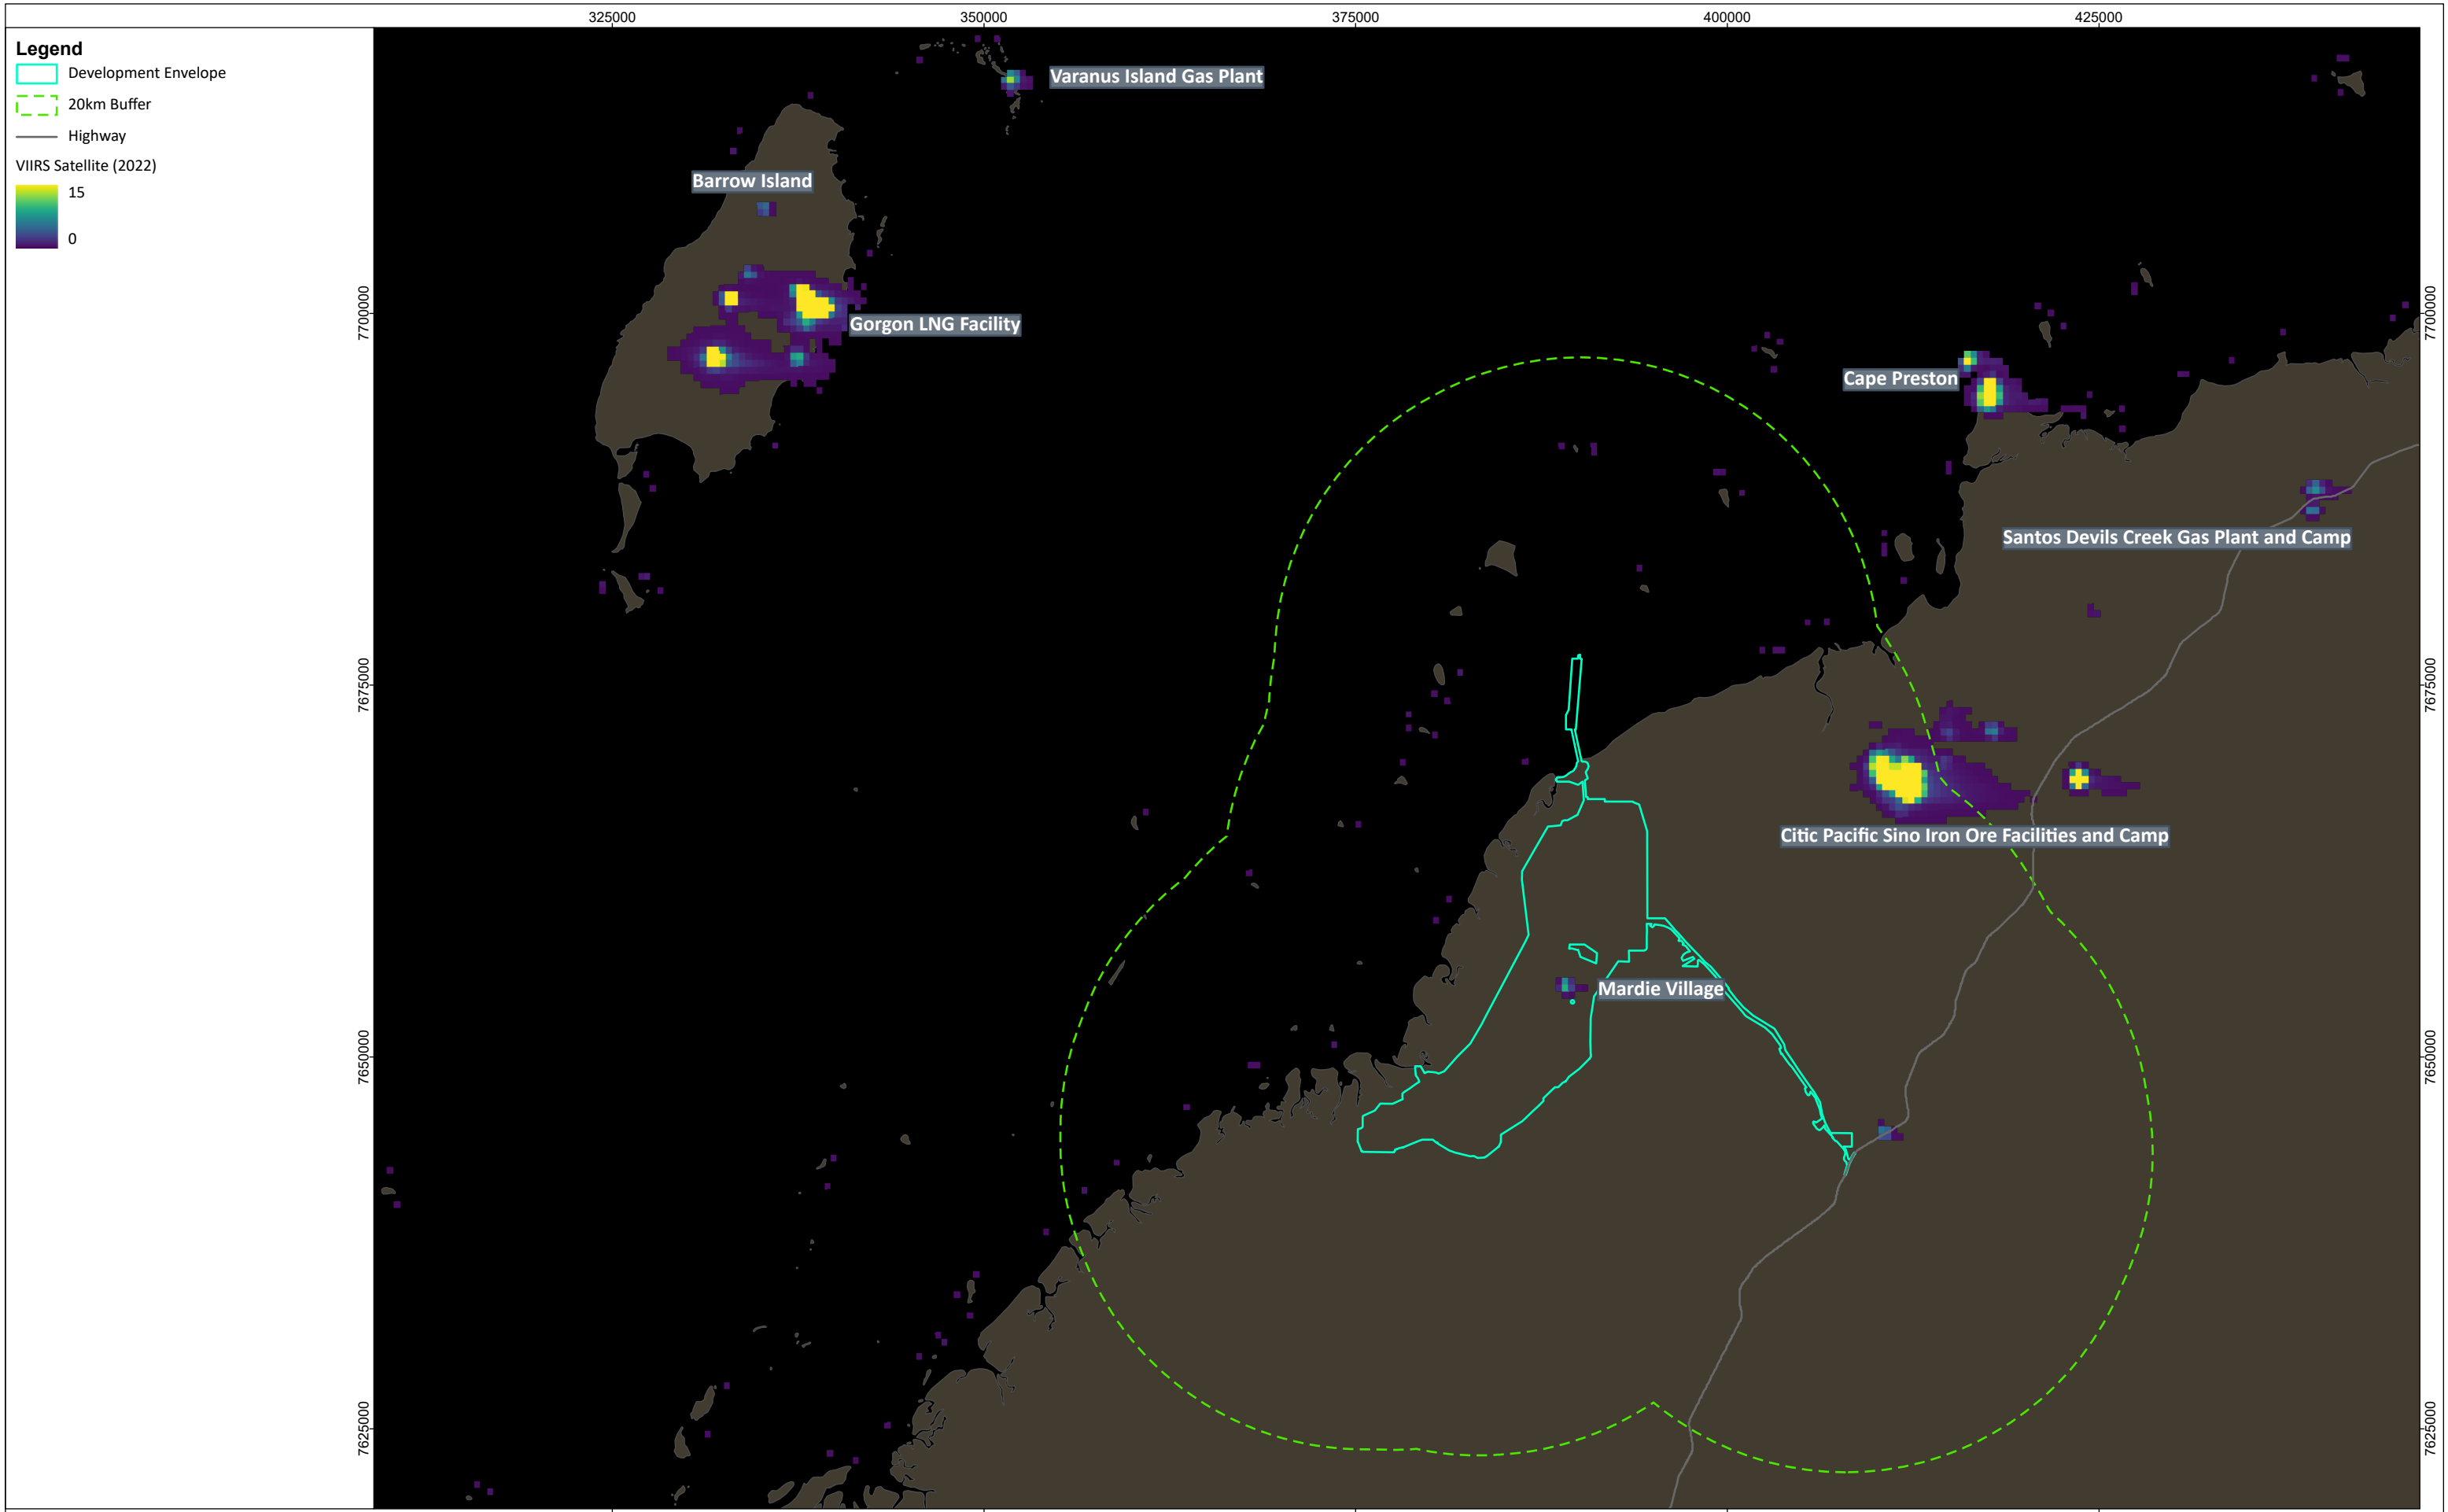 325000 350000 375000 400000 425000
Legend
Development Envelope
20km Buffer
Highway
VIIRS Satellite (2022)
15
0
Varanus Island Gas Plant
Barrow Island
7700000 7700000
Gorgon LNG Facility
Cape Preston
Santos Devils Creek Gas Plant and Camp
7675000 7675000
Citic Pacific Sino Iron Ore Facilities and Camp
Mardie Village
7650000 7650000
7625000 7625000